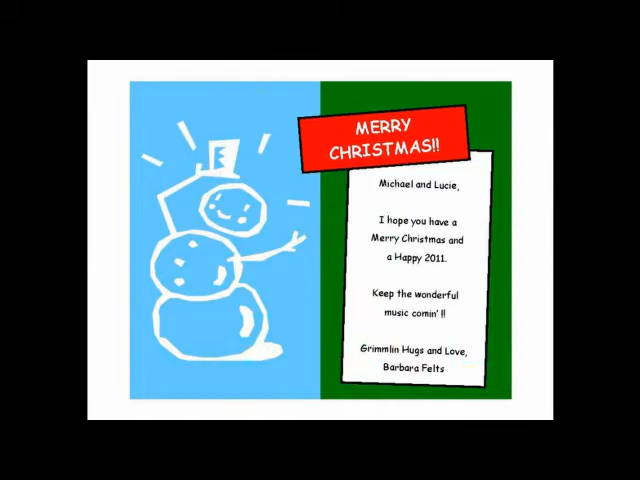 MERRY
CHRISTMAS!!
Michael and Lucie,
I hope you have a
Merry Christmas and
a Happy 2011.
Keep the wonderful
music comin' !!
Grimmlin Hugs and Love,
Barbara Felts